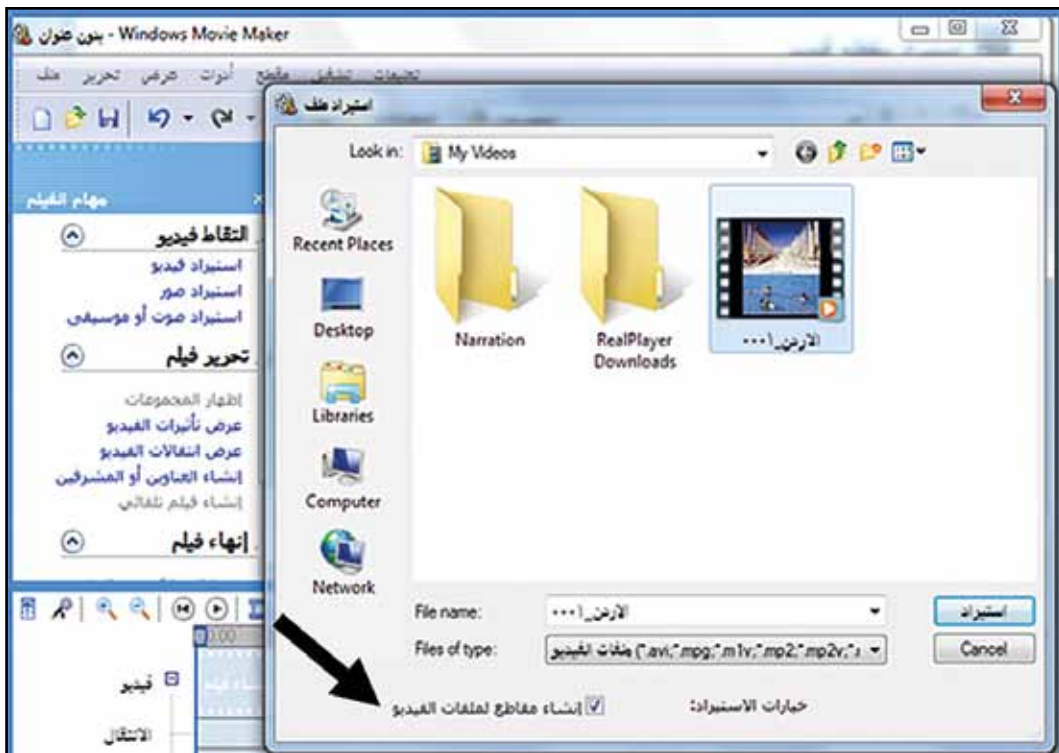 بدون عنوان - Windows Movie Maker
ملف تحرير عرض أدوات مقطع تشغيل تعليمات
مهام الفيلم
التقاط فيديو
استيراد فيديو
استيراد صور
استيراد صوت أو موسيقى
تحرير فيلم
إظهار المجموعات
عرض تأثيرات الفيديو
عرض انتقالات الفيديو
إنشاء العناوين أو المشرفين
إنشاء فيلم تلقائي
إنهاء فيلم
0:00
فيديو
الانتقال
استيراد ملف
Look in: My Videos
Recent Places
Desktop
Libraries
Computer
Network
Narration
RealPlayer
Downloads
الاردن_٠٠٠١
File name: الاردن_٠٠٠١
استيراد
Files of type: ملفات الفيديو (*.avi;*.mpg;*.m1v;*.mp2;*.mp2v;*
Cancel
خيارات الاستيراد: إنشاء مقاطع لملفات الفيديو